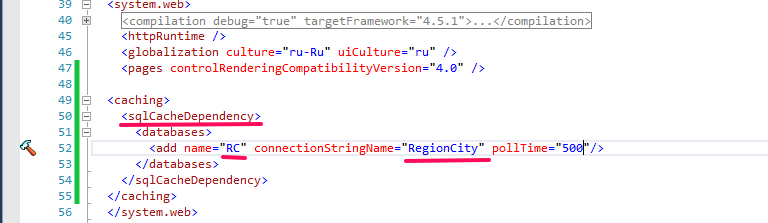 39 <system.web>
40 <compilation debug="true" targetFramework="4.5.1">...</compilation>
45 <httpRuntime />
46 <globalization culture="ru-Ru" uiCulture="ru" />
47 <pages controlRenderingCompatibilityVersion="4.0" />
48
49 <caching>
50 <sqlCacheDependency>
51 <databases>
52 <add name="RC" connectionStringName="RegionCity" pollTime="500"/>
53 </databases>
54 </sqlCacheDependency>
55 </caching>
56 </system.web>